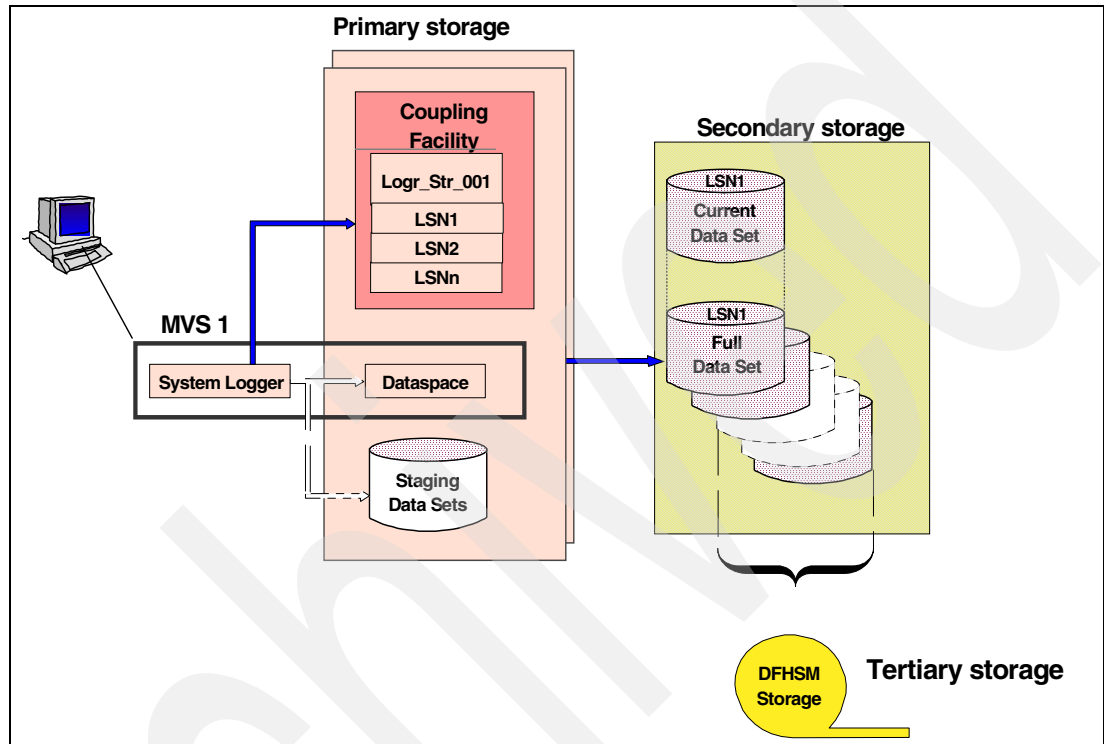 Primary storage
Coupling
Facility
Logr_Str_001
LSN1
LSN2
LSNn
Secondary storage
LSN1
Current
Data Set
LSN1
Full
Data Set
MVS 1
System Logger
Dataspace
Staging
Data Sets
DFHSM
Storage
Tertiary storage